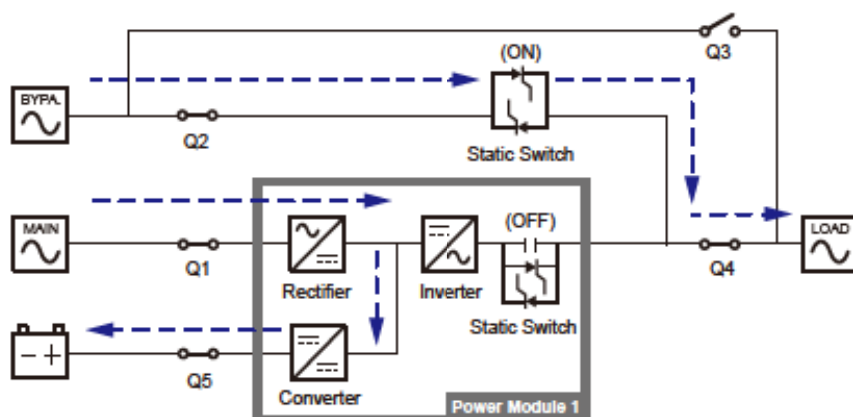 (ON)
Q3
BYPA.
Q2
Static Switch
MAIN
(OFF)
LOAD
Q1
Rectifier
Inverter
Q4
Static Switch
- +
Q5
Converter
Power Module 1